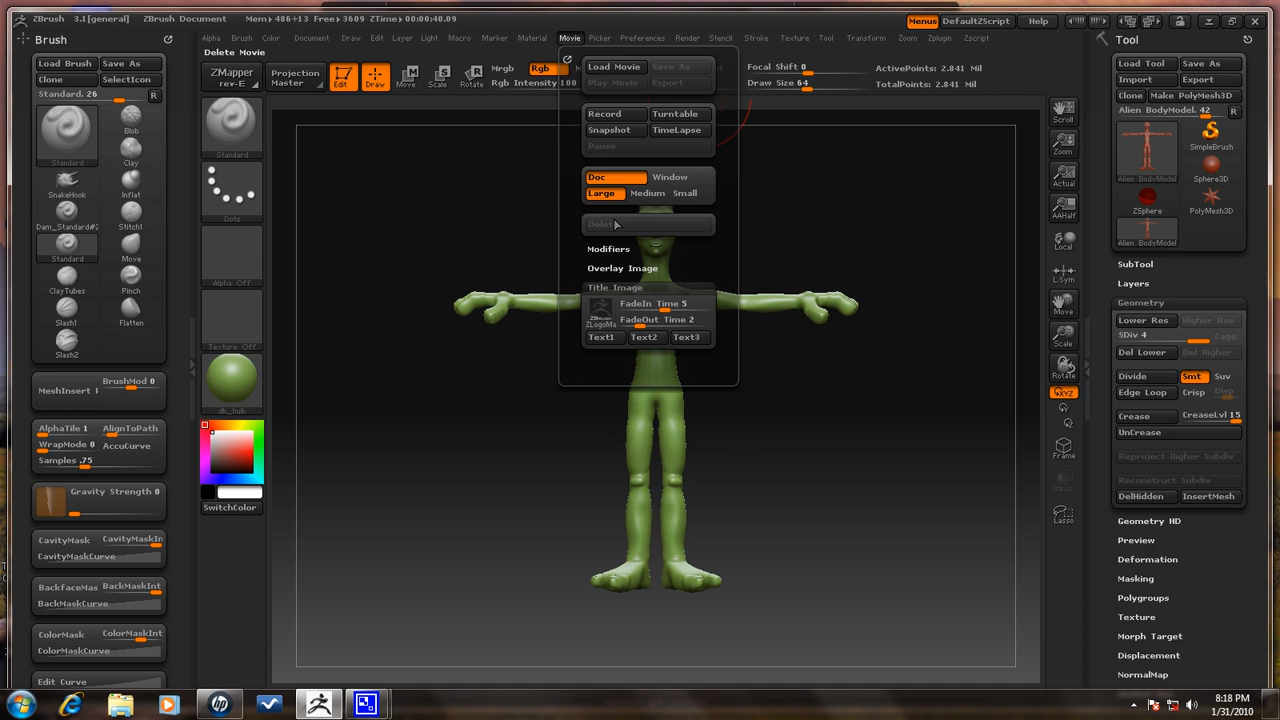 ZBrush 3.1[general] ZBrush Document Mem▸486+13 Free▸3609 ZTime▸00:00:40.09 Menus DefaultZScript Help
Brush
Alpha Brush Color Document Draw Edit Layer Light Macro Marker Material Movie Picker Preferences Render Stencil Stroke Texture Tool Transform Zoom Zplugin Zscript
Tool
Delete Movie
Load Brush Save As
Clone SelectIcon
Standard. 26 R
Standard
Blob
Clay
SnakeHook Inflat
Dam_Standard#2 Stitch1
Standard Move
ClayTubes Pinch
Slash1 Flatten
Slash2
MeshInsert F BrushMod 0
AlphaTile 1 AlignToPath
WrapMode 0 AccuCurve
Samples .75
Gravity Strength 0
CavityMask CavityMaskIn
CavityMaskCurve
BackfaceMas BackMaskInt
BackMaskCurve
ColorMask ColorMaskInt
ColorMaskCurve
Edit Curve
ZMapper
rev-E
Projection
Master
Edit Draw Move Scale Rotate
Mrgb Rgb
Rgb Intensity 100
Focal Shift 0
Draw Size 64
ActivePoints: 2.841 Mil
TotalPoints: 2.841 Mil
Standard
Dots
Alpha Off
Texture Off
dk_hulk
SwitchColor
Load Movie Save As
Play Movie Export
Record Turntable
Snapshot TimeLapse
Pause
Doc Window
Large Medium Small
Delete
Modifiers
Overlay Image
Title Image
FadeIn Time 5
FadeOut Time 2
ZBRUSH
ZLogoMa
Text1 Text2 Text3
Scroll
Zoom
Actual
AAHalf
Local
L.Sym
Move
Scale
Rotate
XYZ
Frame
Transp
Lasso
Load Tool Save As
Import Export
Clone Make PolyMesh3D
Alien BodyModel. 42 R
Alien_BodyModel SimpleBrush
Sphere3D
ZSphere PolyMesh3D
Alien_BodyModel
SubTool
Layers
Geometry
Lower Res Higher Res
SDiv 4 Cage
Del Lower Del Higher
Divide Smt Suv
Edge Loop Crisp Disp
Crease CreaseLvl 15
UnCrease
Reproject Higher Subdiv
Reconstruct Subdiv
DelHidden InsertMesh
Geometry HD
Preview
Deformation
Masking
Polygroups
Texture
Morph Target
Displacement
NormalMap
8:18 PM
1/31/2010